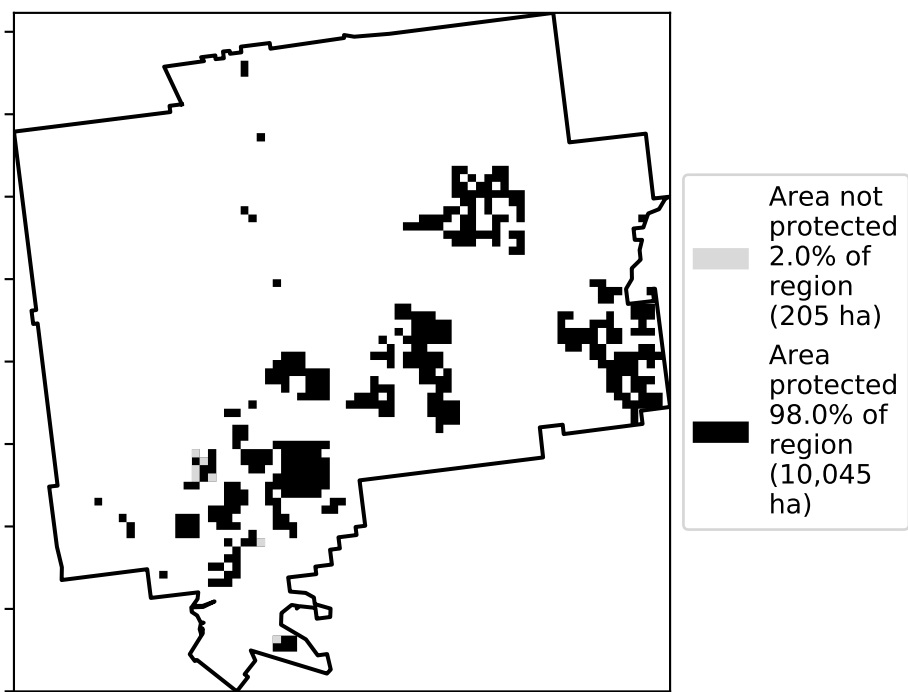 Area not
protected
2.0% of
region
(205 ha)
Area
protected
98.0% of
region
(10,045
ha)